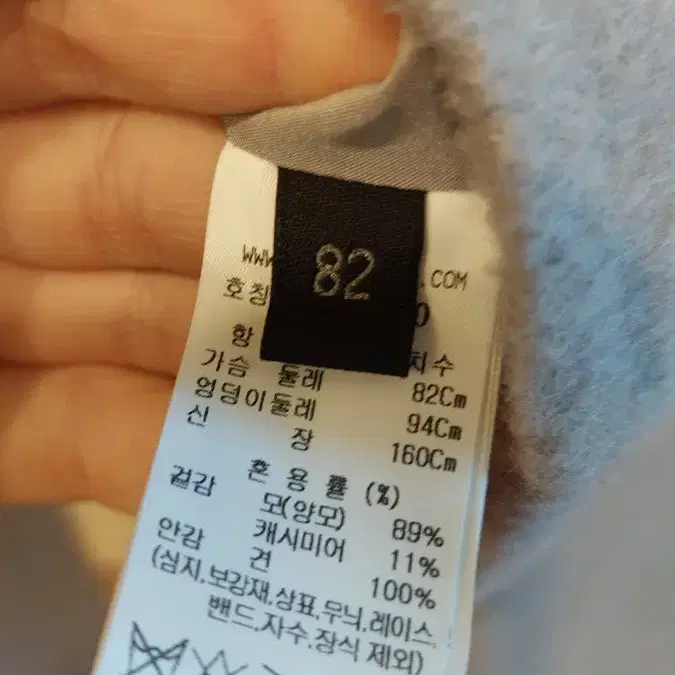 82
WWW .COM
호칭 0
항 치수
가슴둘레 82Cm
엉덩이둘레 94Cm
신장 160Cm
혼용률 (%)
겉감 모(양모) 89%
캐시미어 11%
안감 견 100%
(심지,보강재,상표,무늬,레이스,
밴드,자수,장식 제외)